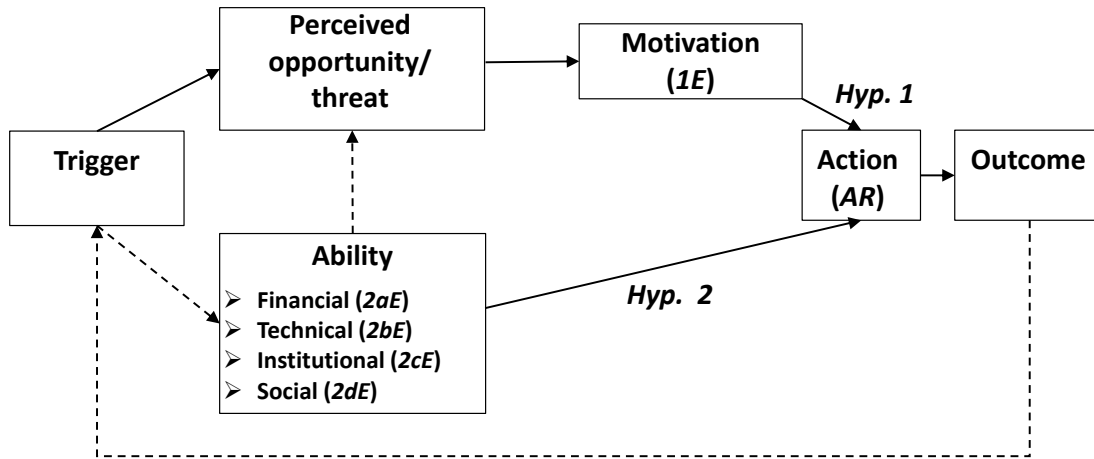 Perceived
opportunity/
threat
Motivation
(1E)
Hyp. 1
Trigger
Action
(AR)
Outcome
Ability
➢ Financial (2aE)
➢ Technical (2bE)
➢ Institutional (2cE)
➢ Social (2dE)
Hyp. 2